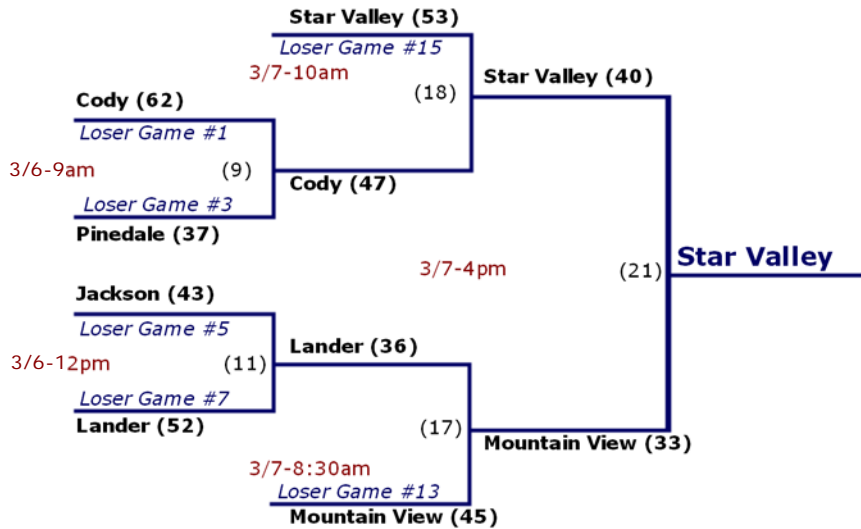 Star Valley (53)
Loser Game #15
3/7-10am
Star Valley (40)
(18)
Cody (62)
Loser Game #1
3/6-9am
(9)
Cody (47)
Loser Game #3
Pinedale (37)
3/7-4pm
(21)
Star Valley
Jackson (43)
Loser Game #5
Lander (36)
3/6-12pm
(11)
Loser Game #7
Lander (52)
(17)
Mountain View (33)
3/7-8:30am
Loser Game #13
Mountain View (45)